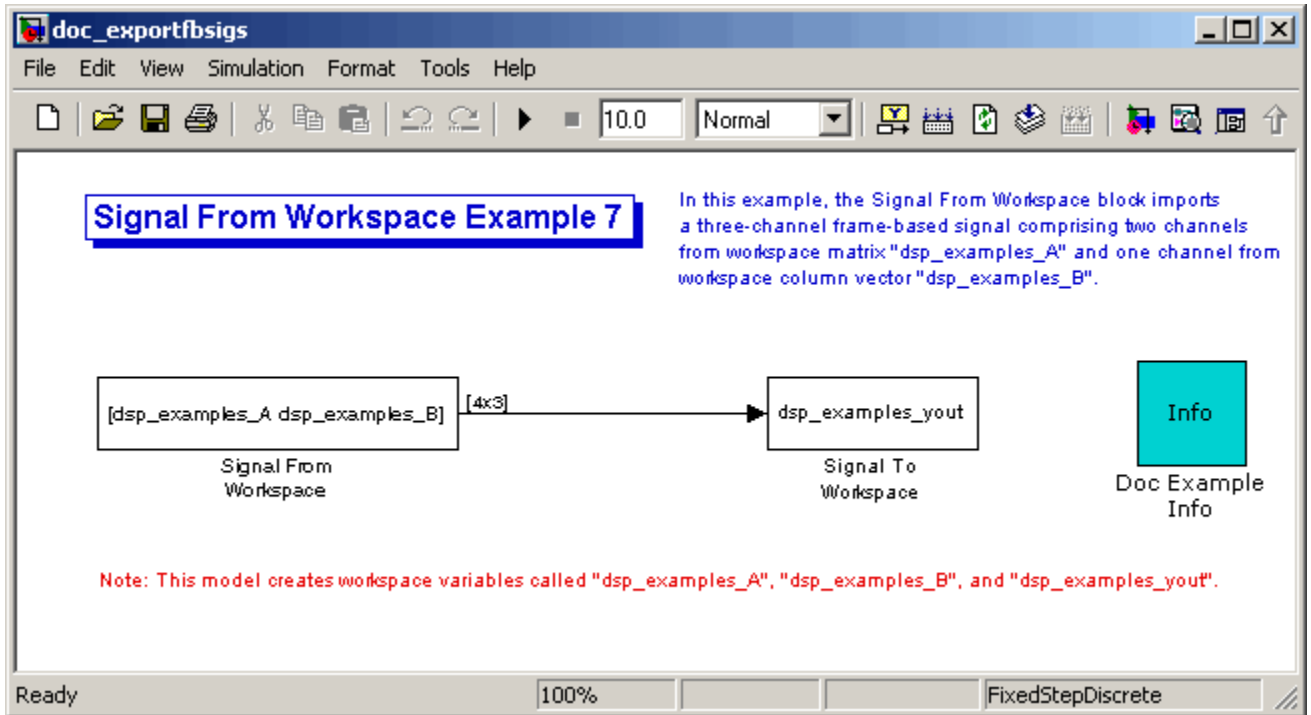 doc_exportfbsigs
File Edit View Simulation Format Tools Help
10.0 Normal
Signal From Workspace Example 7
In this example, the Signal From Workspace block imports
a three-channel frame-based signal comprising two channels
from workspace matrix "dsp_examples_A" and one channel from
workspace column vector "dsp_examples_B".
[dsp_examples_A dsp_examples_B]
[4x3]
dsp_examples_yout
Info
Signal From
Workspace
Signal To
Workspace
Doc Example
Info
Note: This model creates workspace variables called "dsp_examples_A", "dsp_examples_B", and "dsp_examples_yout".
Ready 100% FixedStepDiscrete